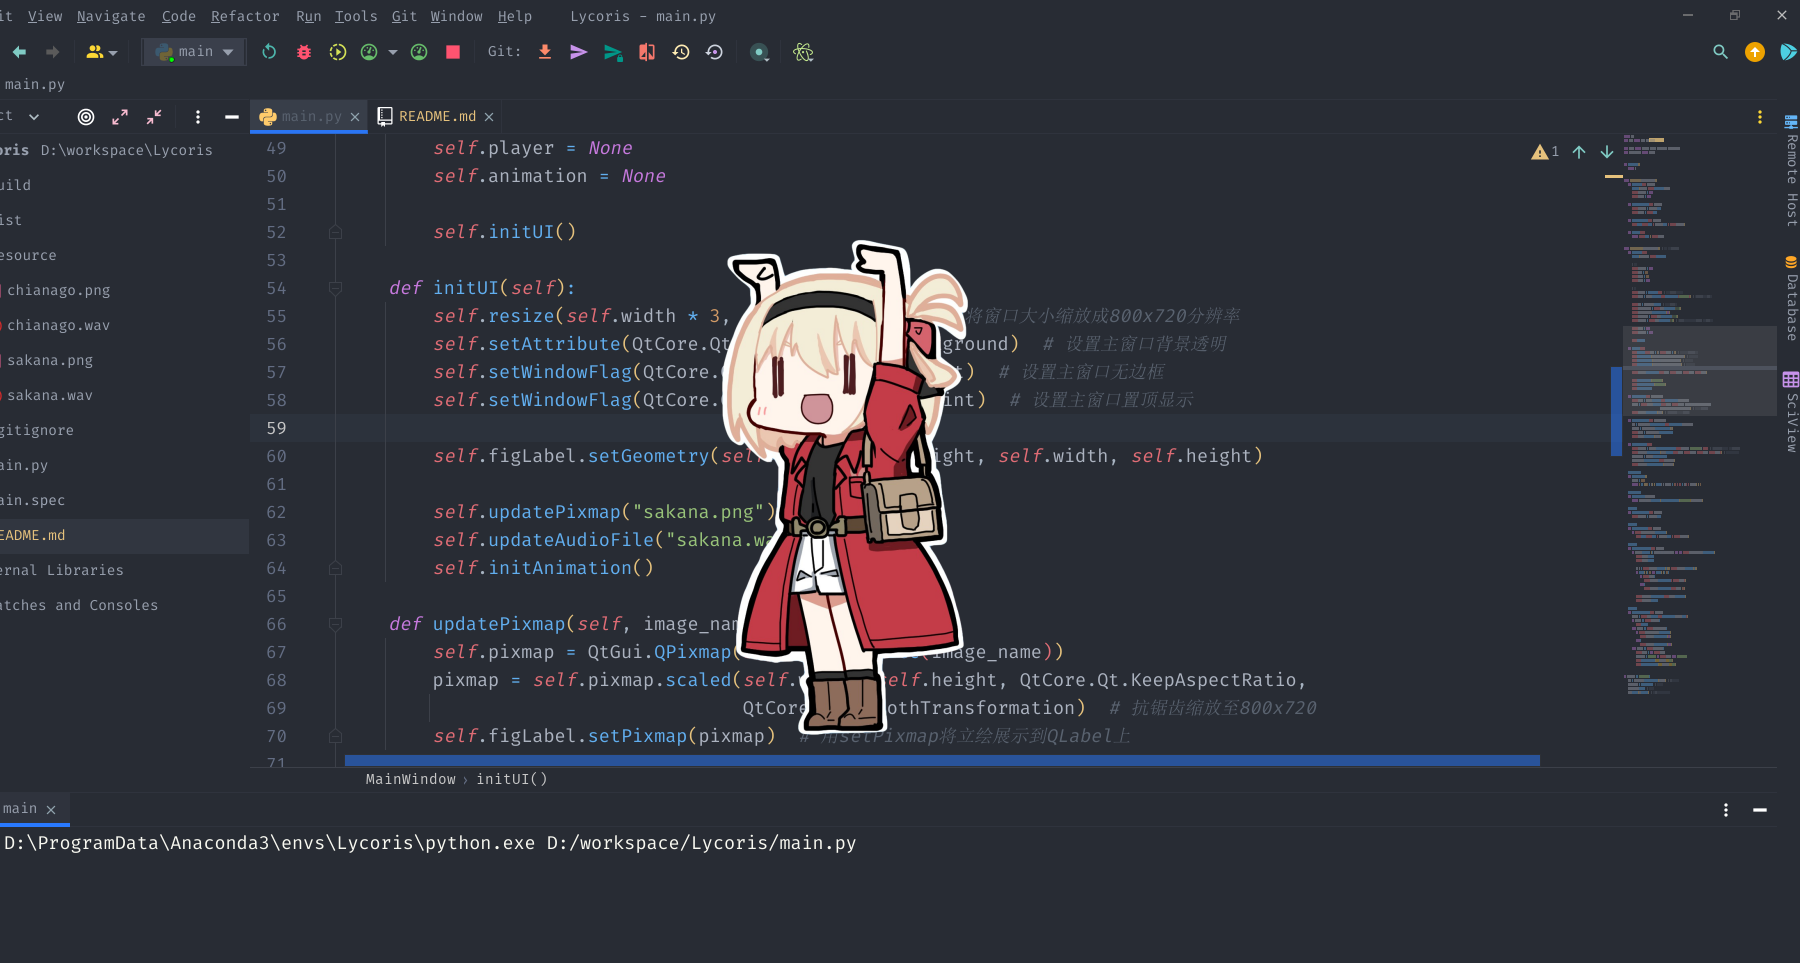 it View Navigate Code Refactor Run Tools Git Window Help Lycoris - main.py
main Git:
main.py
ct main.py README.md
oris D:\workspace\Lycoris
uild
ist
esource
chianago.png
chianago.wav
sakana.png
sakana.wav
gitignore
ain.py
ain.spec
EADME.md
ernal Libraries
atches and Consoles
49 self.player = None
50 self.animation = None
51
52 self.initUI()
53
54 def initUI(self):
55 self.resize(self.width * 3, 将窗口大小缩放成800x720分辨率
56 self.setAttribute(QtCore.Qt ground) # 设置主窗口背景透明
57 self.setWindowFlag(QtCore. t) # 设置主窗口无边框
58 self.setWindowFlag(QtCore. int) # 设置主窗口置顶显示
59
60 self.figLabel.setGeometry(sel ight, self.width, self.height)
61
62 self.updatePixmap("sakana.png")
63 self.updateAudioFile("sakana.wa
64 self.initAnimation()
65
66 def updatePixmap(self, image_nam
67 self.pixmap = QtGui.QPixmap( (image_name))
68 pixmap = self.pixmap.scaled(self. elf.height, QtCore.Qt.KeepAspectRatio,
69 QtCore othTransformation) # 抗锯齿缩放至800x720
70 self.figLabel.setPixmap(pixmap) # 用setPixmap将立绘展示到QLabel上
71
1
Remote Host
Database
SciView
MainWindow › initUI()
main
D:\ProgramData\Anaconda3\envs\Lycoris\python.exe D:/workspace/Lycoris/main.py